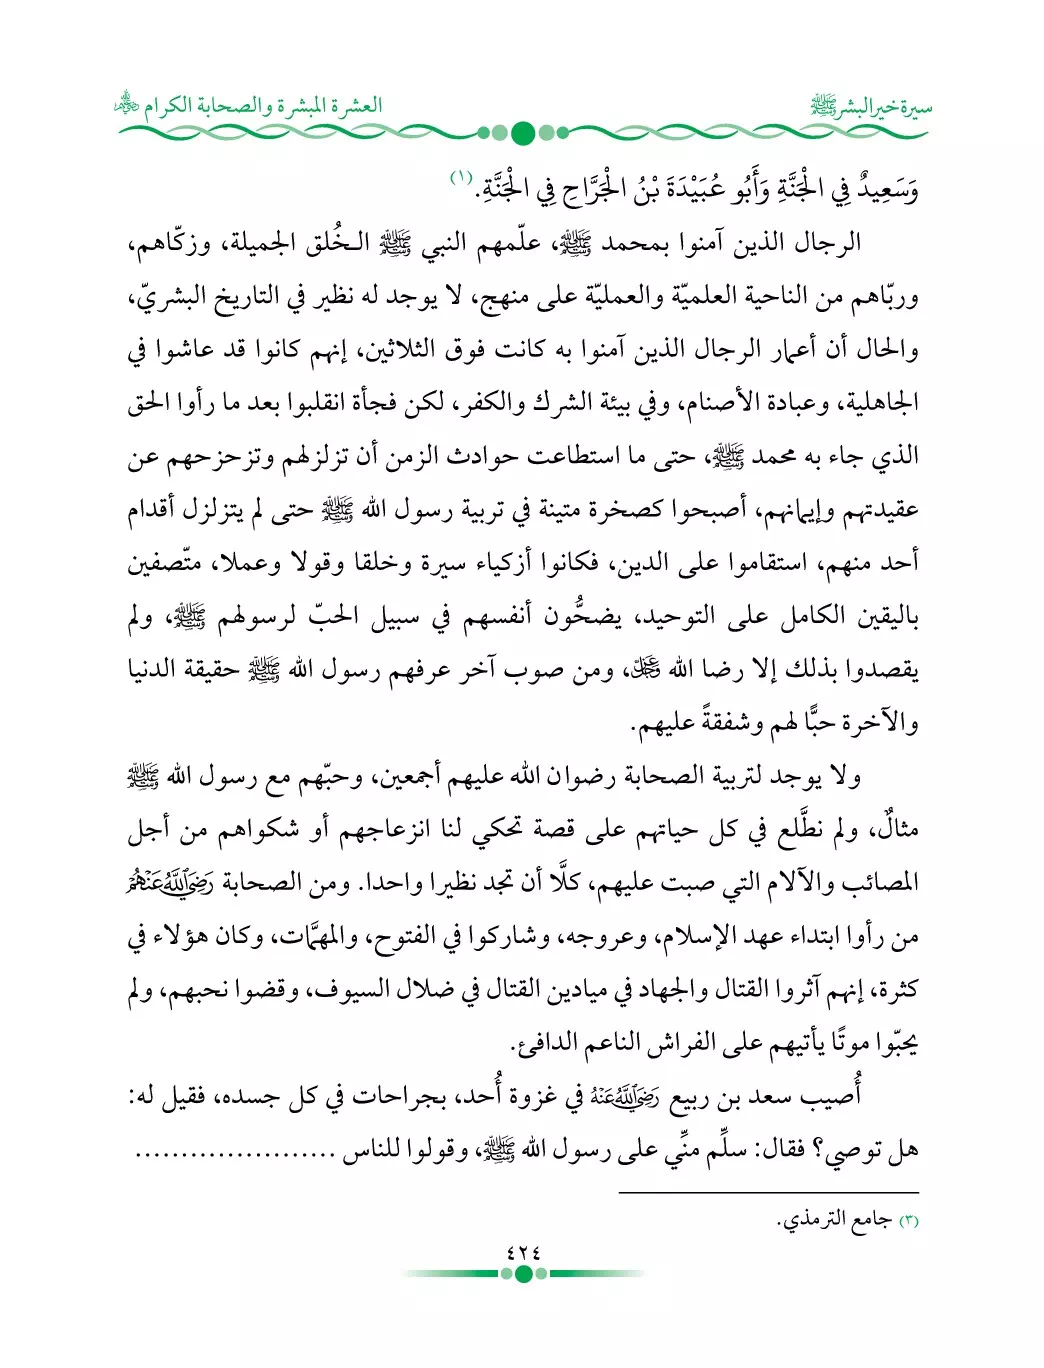 سيرة خير البشر ﷺ
العشرة المبشرة والصحابة الكرام ﷺ
وَسَعِيدٌ فِي الْجَنَّةِ وَأَبُو عُبَيْدَةَ بْنُ الْجَرَّاحِ فِي الْجَنَّةِ.(١)
الرجال الذين آمنوا بمحمد ﷺ، علّمهم النبي ﷺ الـخُلق الجميلة، وزكّاهم،
وربّاهم من الناحية العلميّة والعمليّة على منهج، لا يوجد له نظير في التاريخ البشريّ،
والحال أن أعمار الرجال الذين آمنوا به كانت فوق الثلاثين، إنهم كانوا قد عاشوا في
الجاهلية، وعبادة الأصنام، وفي بيئة الشرك والكفر، لكن فجأة انقلبوا بعد ما رأوا الحق
الذي جاء به محمد ﷺ، حتى ما استطاعت حوادث الزمن أن تزلزلهم وتزحزحهم عن
عقيدتهم وإيمانهم، أصبحوا كصخرة متينة في تربية رسول الله ﷺ حتى لم يتزلزل أقدام
أحد منهم، استقاموا على الدين، فكانوا أزكياء سيرة وخلقا وقولا وعملا، متّصفين
باليقين الكامل على التوحيد، يضحُّون أنفسهم في سبيل الحبّ لرسولهم ﷺ، ولم
يقصدوا بذلك إلا رضا الله عزوجل، ومن صوب آخر عرفهم رسول الله ﷺ حقيقة الدنيا
والآخرة حبًّا لهم وشفقةً عليهم.
ولا يوجد لتربية الصحابة رضوان الله عليهم أجمعين، وحبّهم مع رسول الله ﷺ
مثالٌ، ولم نطَّلع في كل حياتهم على قصة تحكي لنا انزعاجهم أو شكواهم من أجل
المصائب والآلام التي صبت عليهم، كلَّا أن تجد نظيرا واحدا. ومن الصحابة رَضِيَاللَّهُعَنْهُمْ
من رأوا ابتداء عهد الإسلام، وعروجه، وشاركوا في الفتوح، والمهمَّات، وكان هؤلاء في
كثرة، إنهم آثروا القتال والجهاد في ميادين القتال في ضلال السيوف، وقضوا نحبهم، ولم
يحبّوا موتًا يأتيهم على الفراش الناعم الدافئ.
أُصيب سعد بن ربيع رَضِيَاللَّهُعَنْهُ في غزوة أُحد، بجراحات في كل جسده، فقيل له:
هل توصي؟ فقال: سلِّم منِّي على رسول الله ﷺ، وقولوا للناس ......................
(٣) جامع الترمذي.
٤٢٤